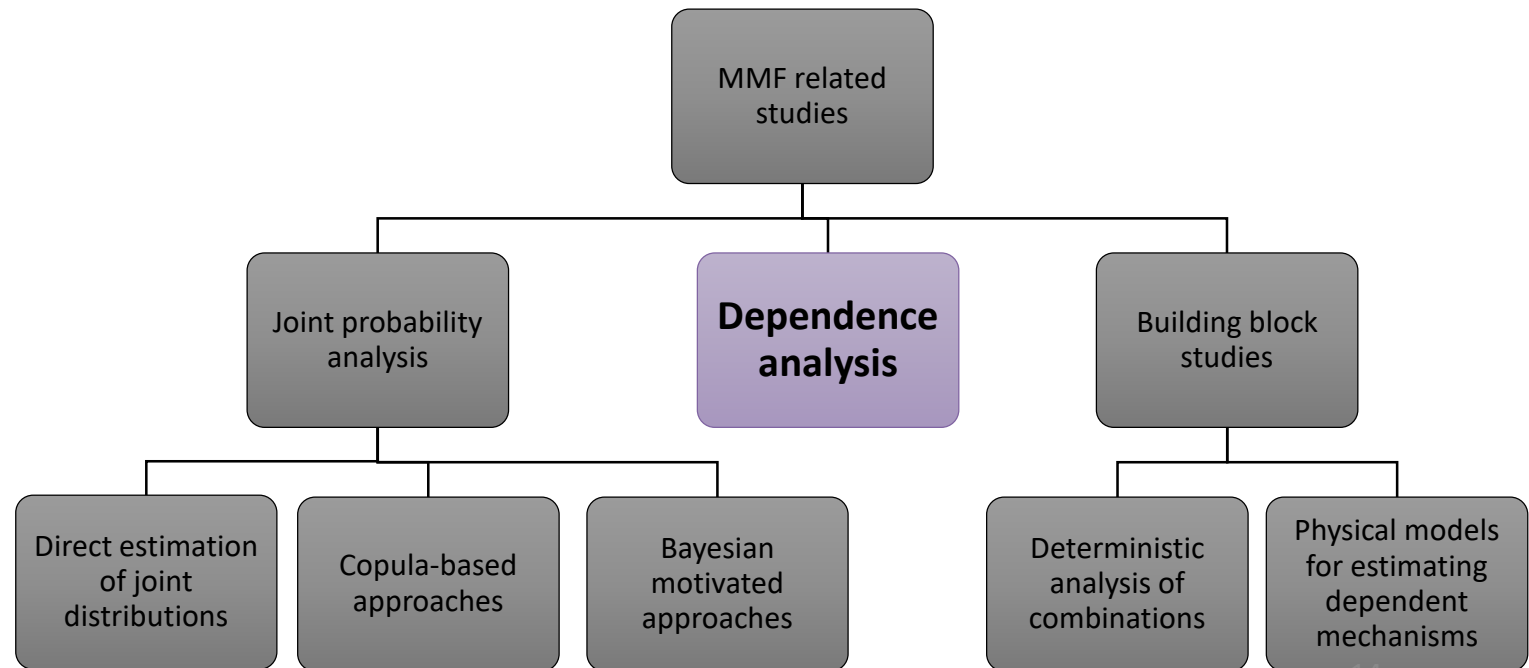 MMF related
studies
Joint probability
analysis
Dependence
analysis
Building block
studies
Direct estimation
of joint
distributions
Copula-based
approaches
Bayesian
motivated
approaches
Deterministic
analysis of
combinations
Physical models
for estimating
dependent
mechanisms